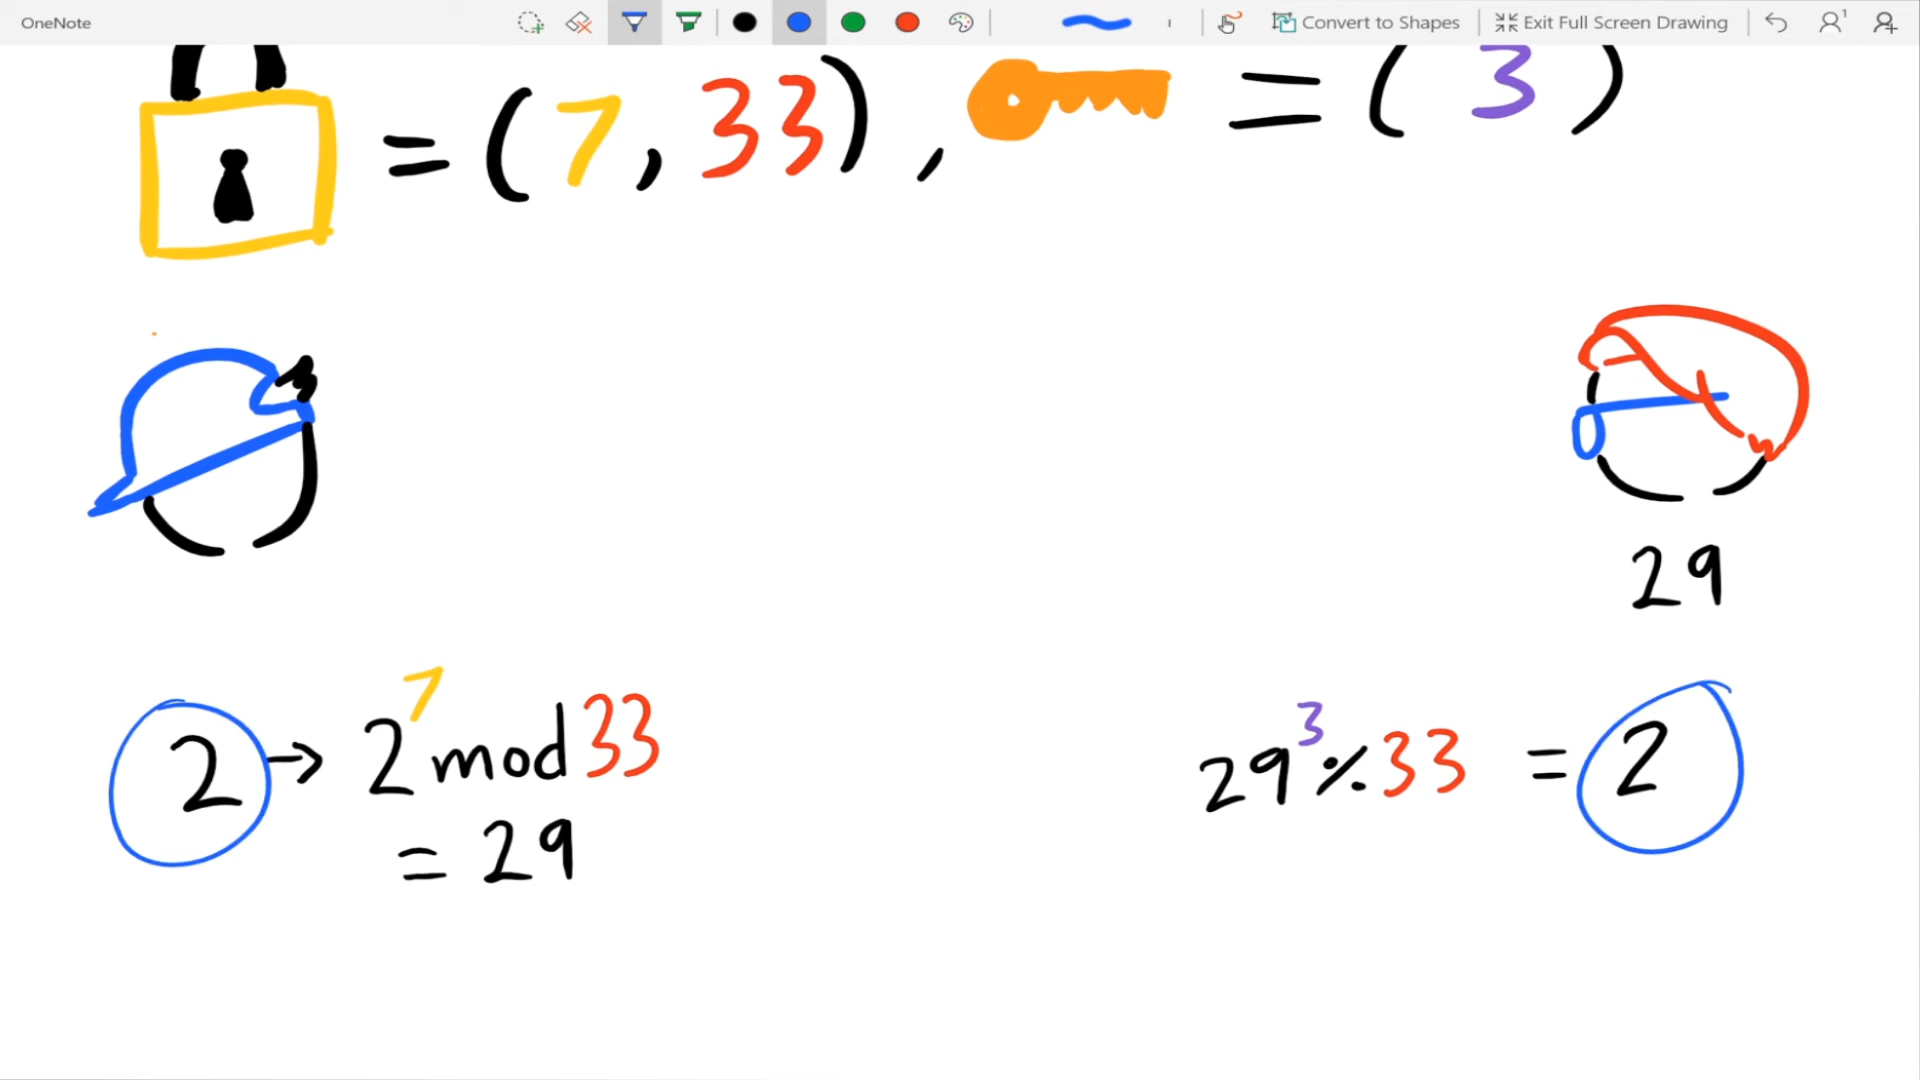 OneNote
Convert to Shapes
Exit Full Screen Drawing
1
= (7, 33), = ( 3 )
29
2 → 2^7 mod 33
= 29
29^3 % 33 = 2